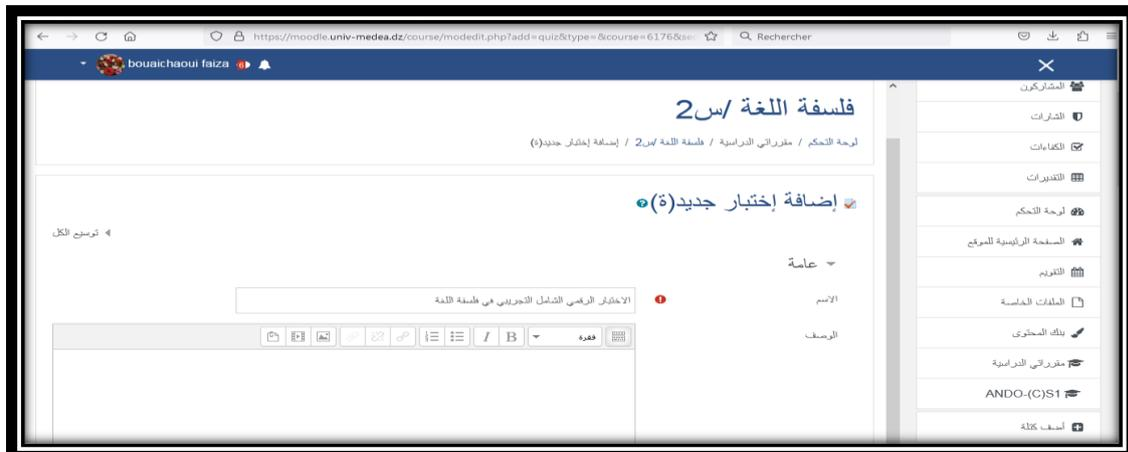 https://moodle.univ-medea.dz/course/modedit.php?add=quiz&type=&course=6176&sec
Rechercher
bouaichaoui faiza
المشاركون
الشارات
الكفاءات
التقديرات
لوحة التحكم
الصفحة الرئيسية للموقع
التقويم
الملفات الخاصة
بنك المحتوى
مقرراتي الدراسية
ANDO-(C)S1
أضف كتلة
فلسفة اللغة /س2
لوحة التحكم / مقرراتي الدراسية / فلسفة اللغة /س2 / إضافة إختبار جديد(ة)
إضافة إختبار جديد(ة)
توسيع الكل
عامة
الاسم
الاختبار الرقمي الشامل التجريبي في فلسفة اللغة
الوصف
فقرة
B I